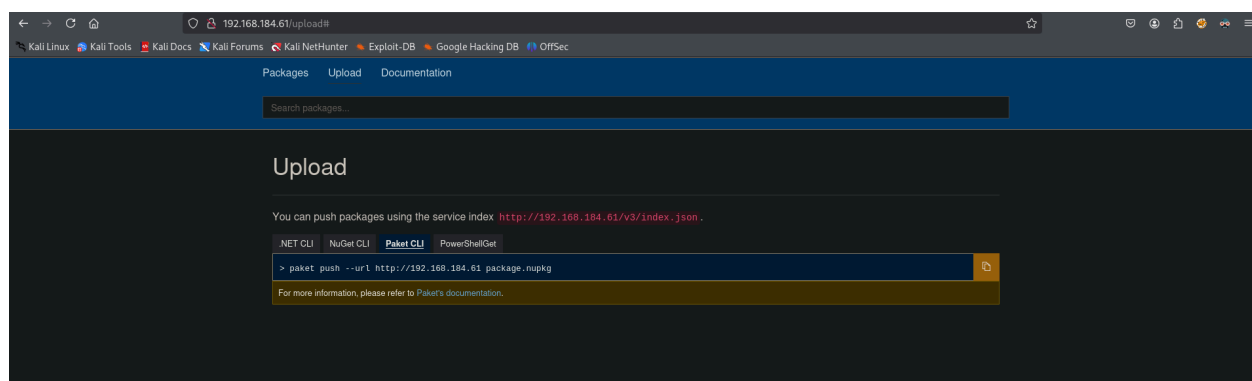 192.168.184.61/upload#
Kali Linux Kali Tools Kali Docs Kali Forums Kali NetHunter Exploit-DB Google Hacking DB OffSec
Packages Upload Documentation
Search packages...
Upload
You can push packages using the service index http://192.168.184.61/v3/index.json.
.NET CLI NuGet CLI Paket CLI PowerShellGet
> paket push --url http://192.168.184.61 package.nupkg
For more information, please refer to Paket's documentation.